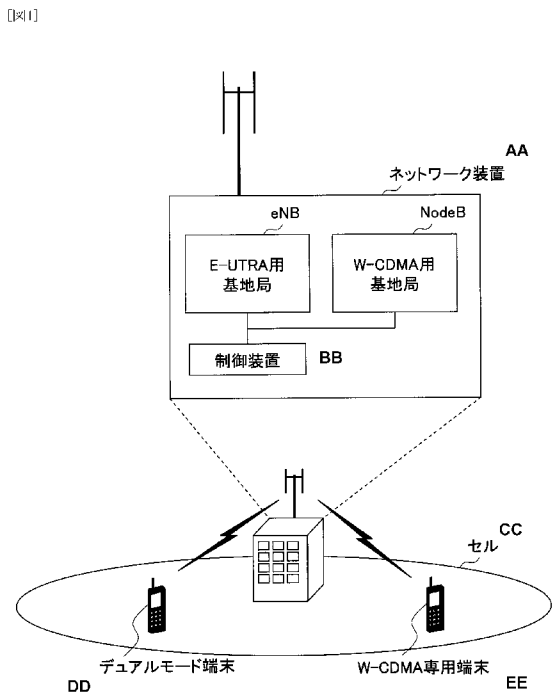 [図1]
AA
ネットワーク装置
eNB
NodeB
E-UTRA用
基地局
W-CDMA用
基地局
制御装置
BB
CC
セル
デュアルモード端末
W-CDMA専用端末
DD
EE